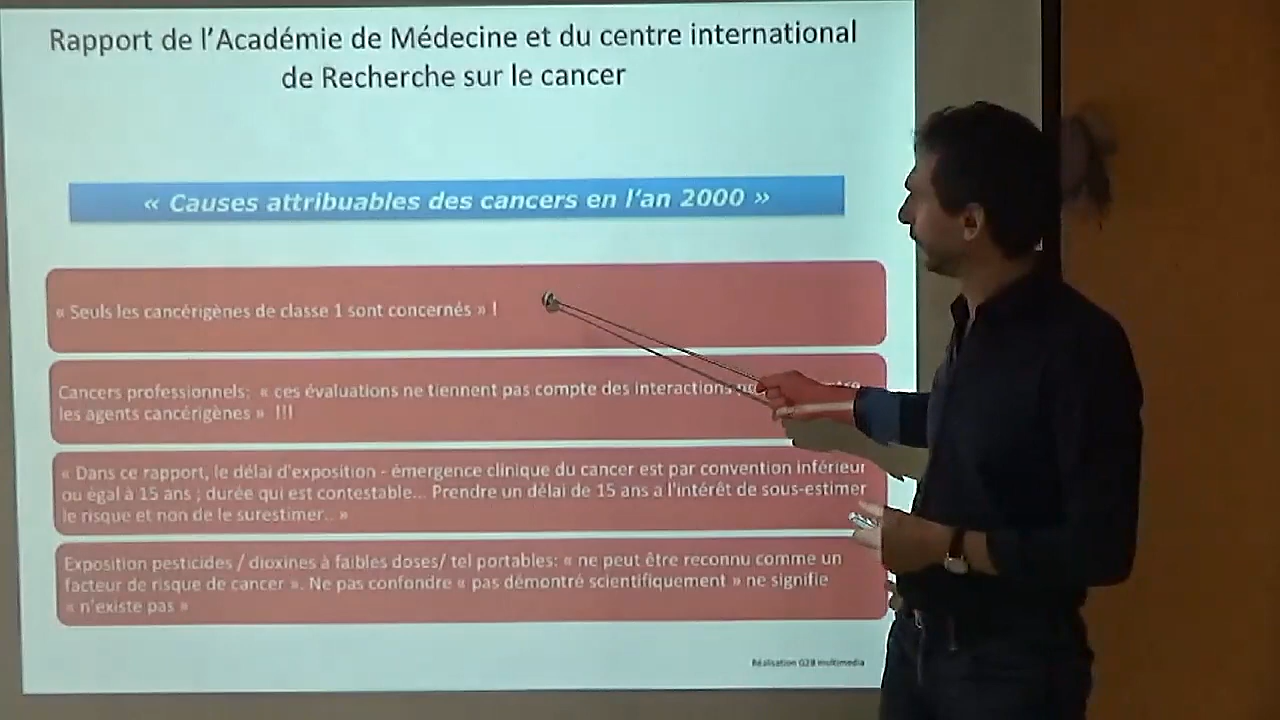 Rapport de l’Académie de Médecine et du centre international
de Recherche sur le cancer
« Causes attribuables des cancers en l’an 2000 »
« Seuls les cancérigènes de classe 1 sont concernés » !
Cancers professionnels: « ces évaluations ne tiennent pas compte des interactions
les agents cancérigènes » !!!
« Dans ce rapport, le délai d'exposition - émergence clinique du cancer est par convention inférieur
ou égal à 15 ans ; durée qui est contestable... Prendre un délai de 15 ans a l'intérêt de sous-estimer
le risque et non de le surestimer.. »
Exposition pesticides / dioxines à faibles doses/ tel portables: « ne peut être reconnu comme un
facteur de risque de cancer ». Ne pas confondre « pas démontré scientifiquement » ne signifie
« n'existe pas »
Réalisation G2B multimedia